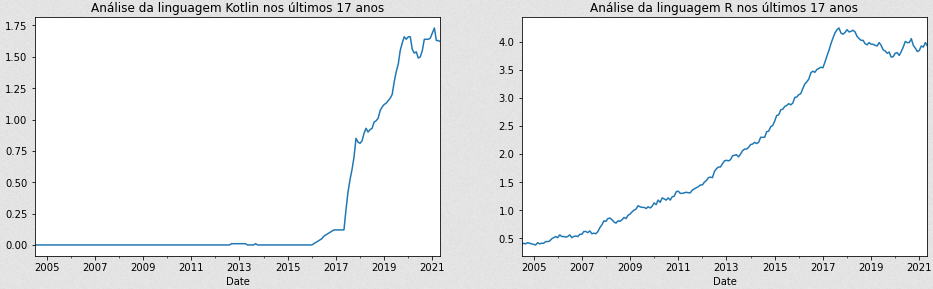 Análise da linguagem Kotlin nos últimos 17 anos
1.75
1.50
1.25
1.00
0.75
0.50
0.25
0.00
2005 2007 2009 2011 2013 2015 2017 2019 2021
Date
Análise da linguagem R nos últimos 17 anos
4.0
3.5
3.0
2.5
2.0
1.5
1.0
0.5
2005 2007 2009 2011 2013 2015 2017 2019 2021
Date